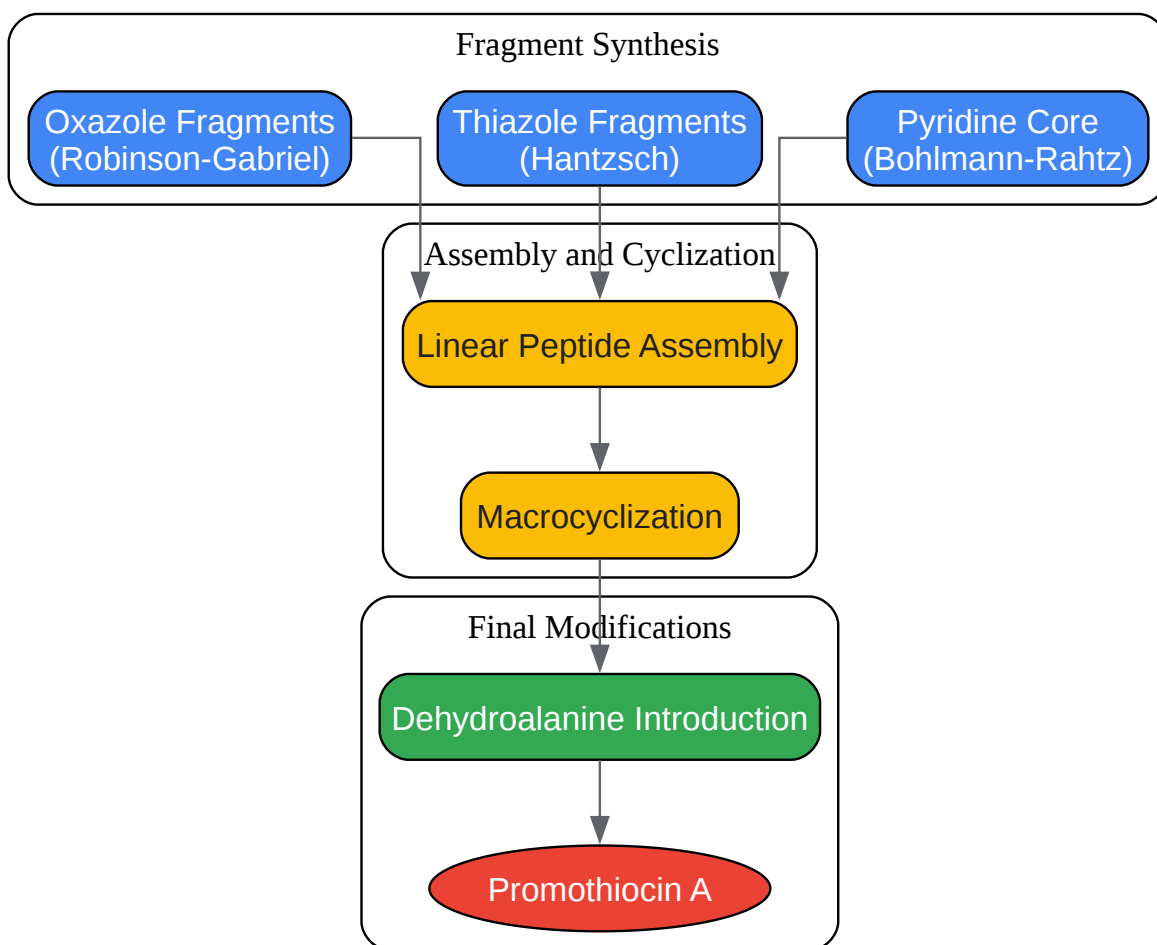 Fragment Synthesis
Oxazole Fragments
(Robinson-Gabriel)
Thiazole Fragments
(Hantzsch)
Pyridine Core
(Bohlmann-Rahtz)
Assembly and Cyclization
Linear Peptide Assembly
Macrocyclization
Final Modifications
Dehydroalanine Introduction
Promothiocin A